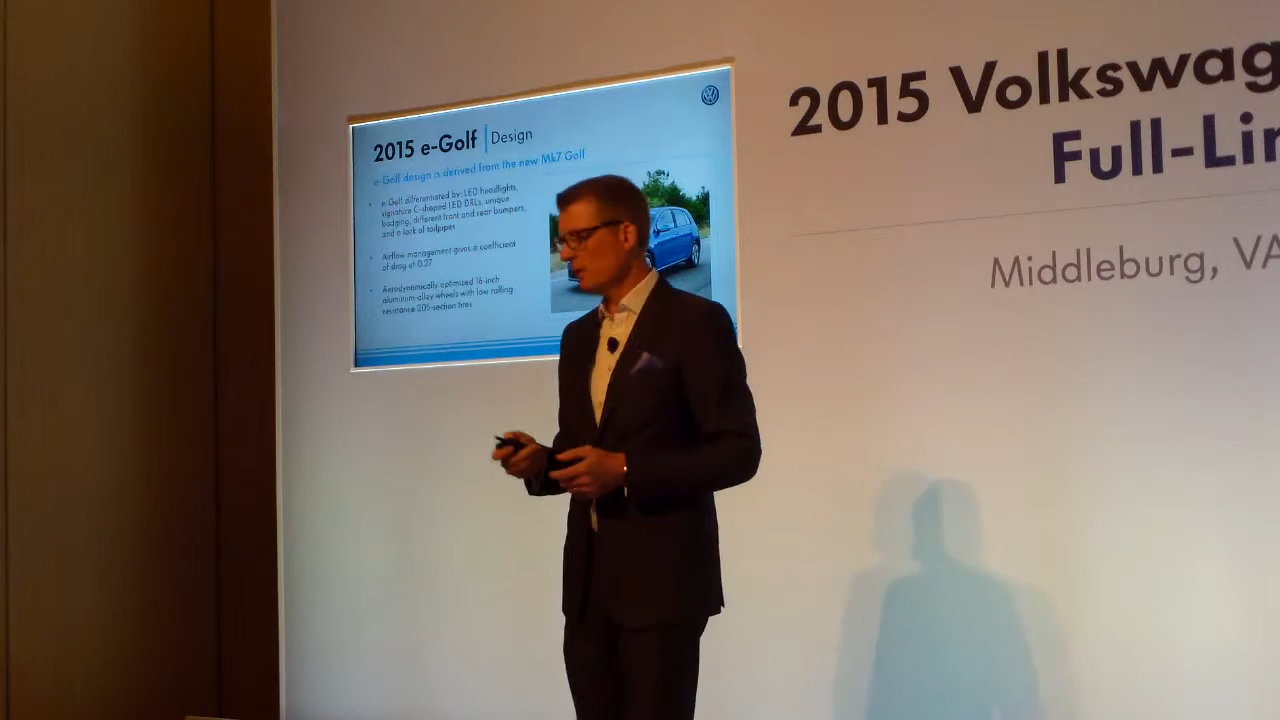 2015 e-Golf | Design
e-Golf design is derived from the new Mk7 Golf
• e-Golf differentiated by: LED headlights,
signature C-shaped LED DRLs, unique
badging, different front and rear bumpers,
and a lack of tailpipes
• Airflow management gives a coefficient
of drag at 0.27
• Aerodynamically optimized 16-inch
aluminum-alloy wheels with low rolling
resistance 205-section tires
2015 Volkswag
Full-Lin
Middleburg, VA